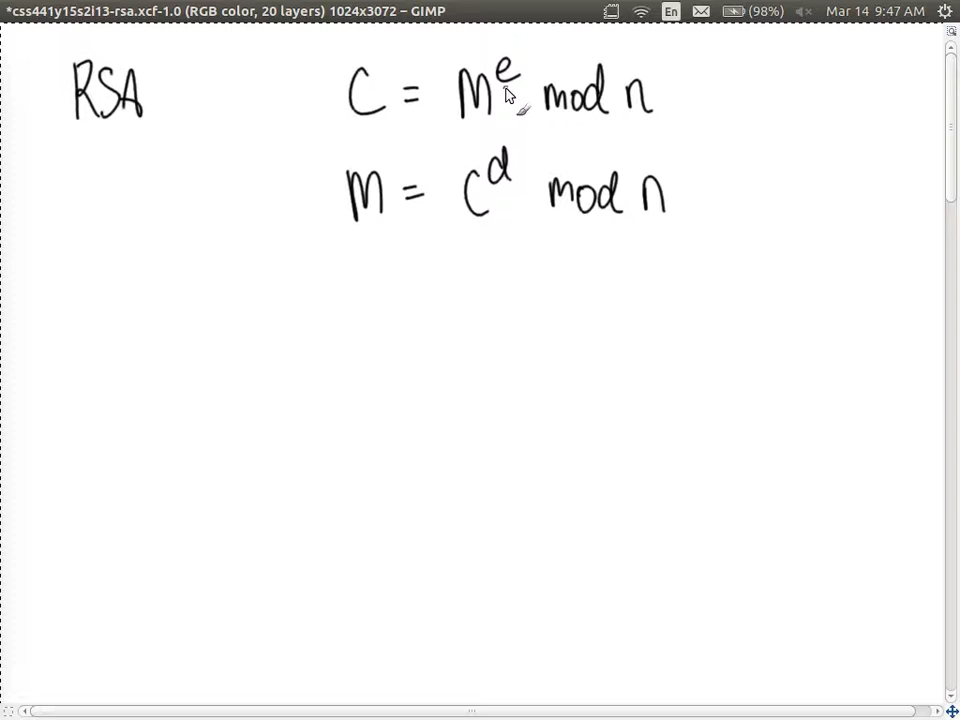 *css441y15s2i13-rsa.xcf-1.0 (RGB color, 20 layers) 1024x3072 – GIMP En (98%) Mar 14 9:47 AM
RSA C = M^e mod n
M = C^d mod n